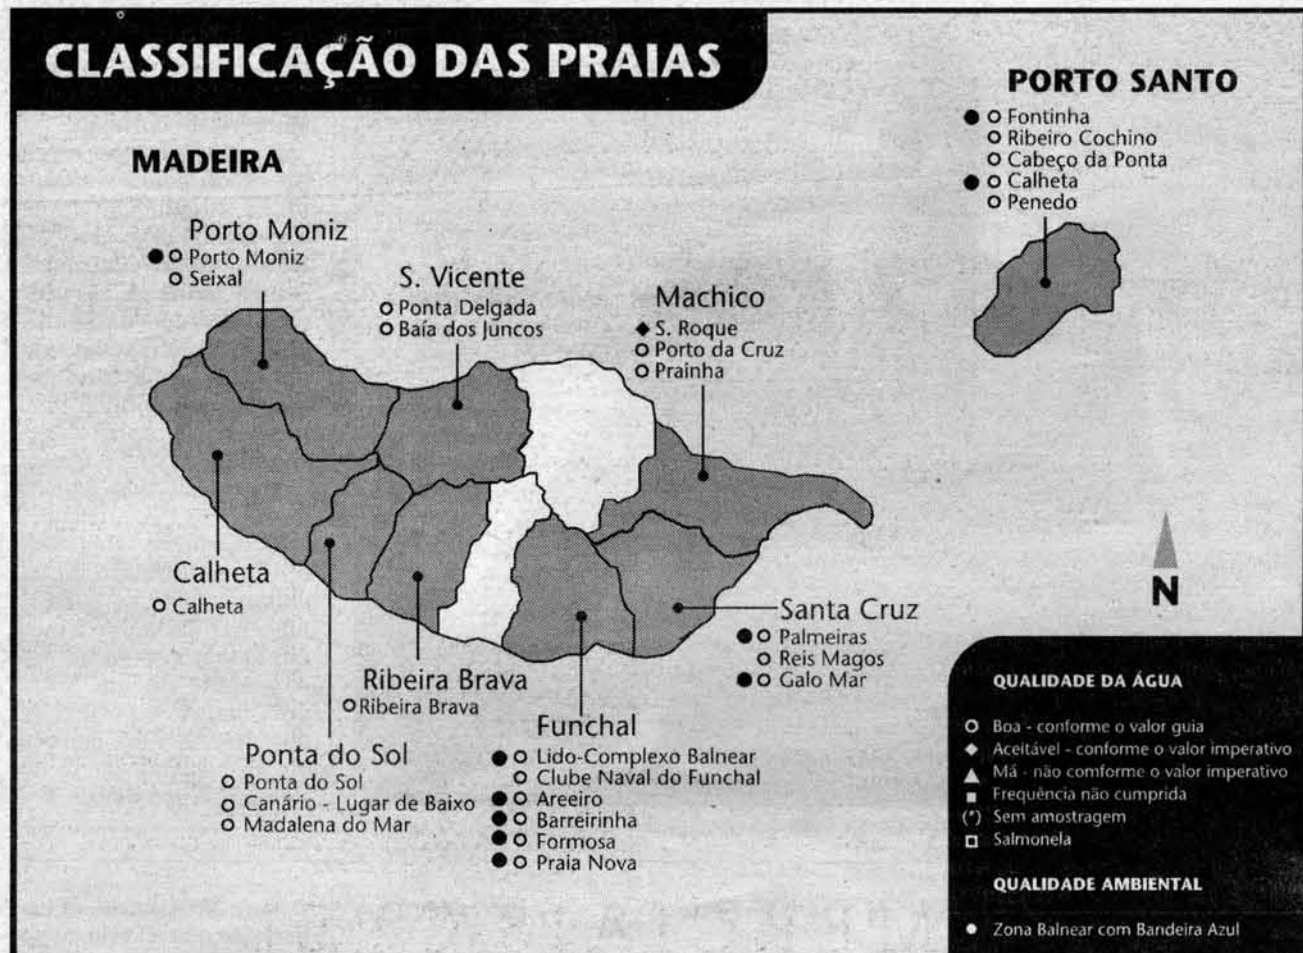 CLASSIFICAÇÃO DAS PRAIAS
MADEIRA
PORTO SANTO
Fontinha
Ribeiro Cochino
Cabeço da Ponta
Calheta
Penedo
Porto Moniz
Porto Moniz
Seixal
S. Vicente
Ponta Delgada
Baía dos Juncos
Machico
S. Roque
Porto da Cruz
Prainha
Calheta
Calheta
Ponta do Sol
Ponta do Sol
Canário - Lugar de Baixo
Madalena do Mar
Ribeira Brava
Ribeira Brava
Funchal
Lido-Complexo Balnear
Clube Naval do Funchal
Areeiro
Barreirinha
Formosa
Praia Nova
Santa Cruz
Palmeiras
Reis Magos
Galo Mar
N
QUALIDADE DA ÁGUA
Boa - conforme o valor guia
Aceitável - conforme o valor imperativo
Má - não comforme o valor imperativo
Frequência não cumprida
(*) Sem amostragem
Salmonela
QUALIDADE AMBIENTAL
Zona Balnear com Bandeira Azul